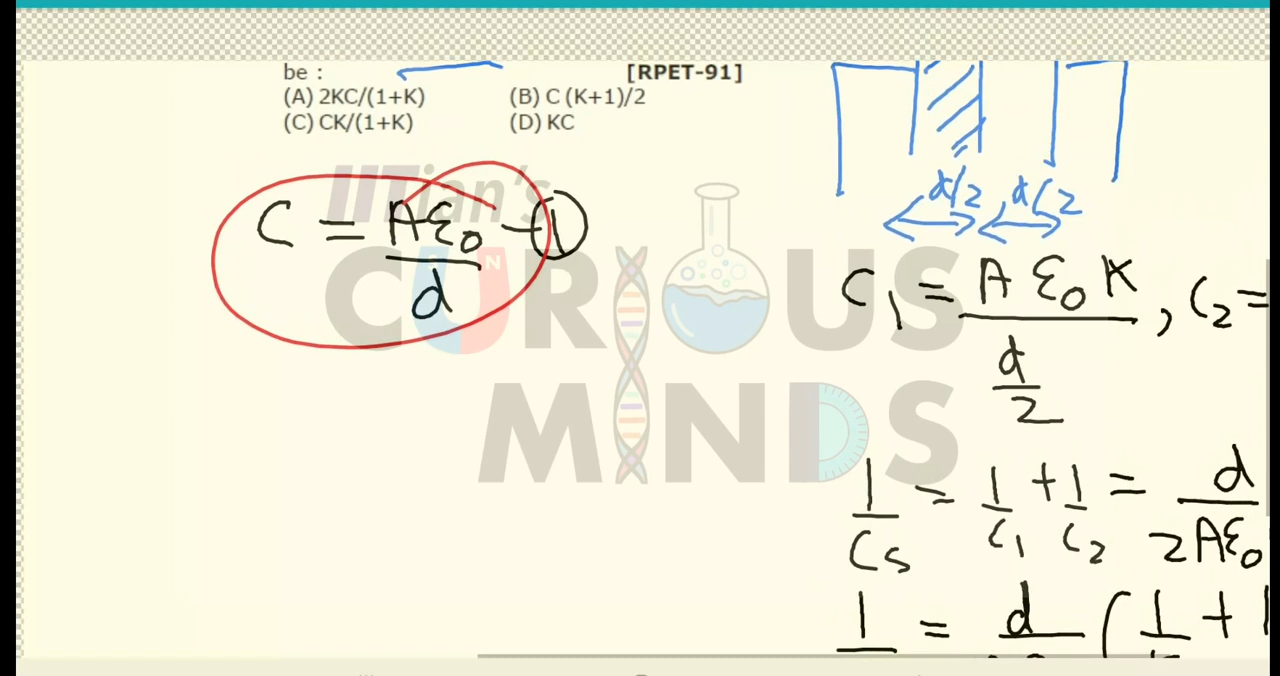 be :
[RPET-91]
(A) 2KC/(1+K)
(B) C (K+1)/2
(C) CK/(1+K)
(D) KC
IITian's
CURIOUS
MINDS
N
C = Aε₀/d - ①
d/2 d/2
C₁ = Aε₀K/(d/2), C₂ =
1/Cs = 1/C₁ + 1/C₂ = d/2Aε₀
1 = d (1/k + 1